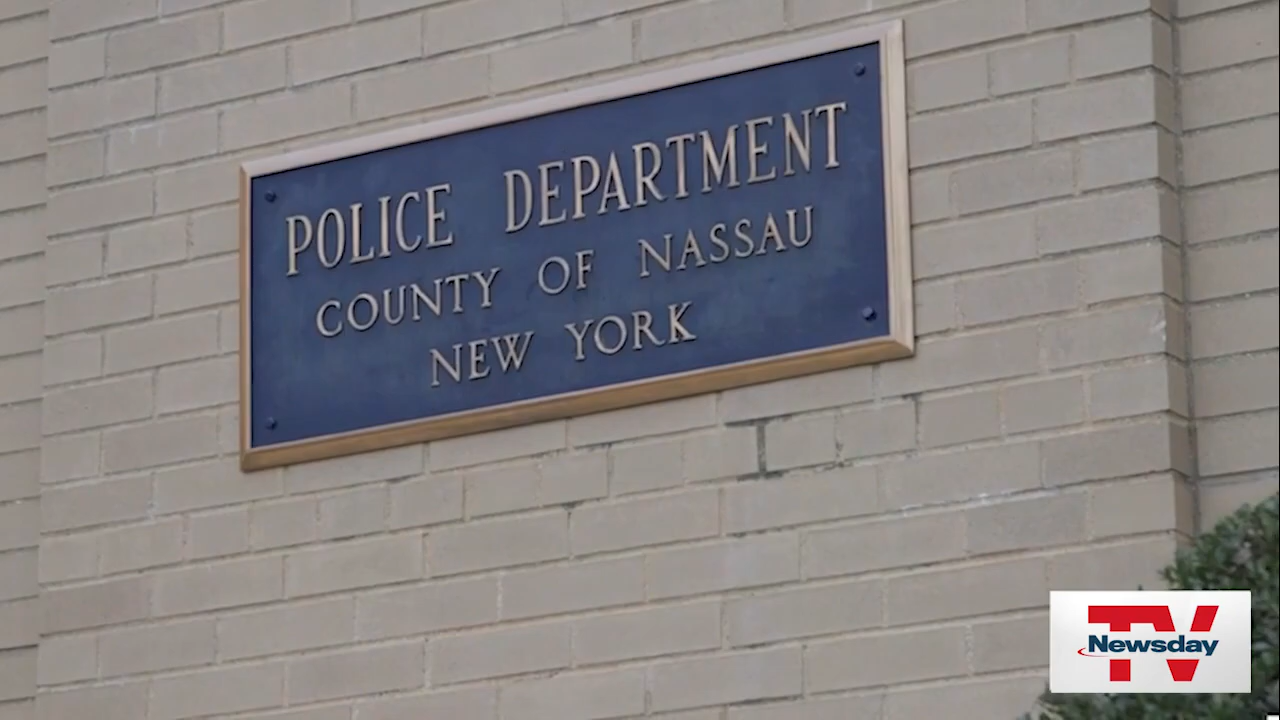 POLICE DEPARTMENT
COUNTY OF NASSAU
NEW YORK
TV
Newsday